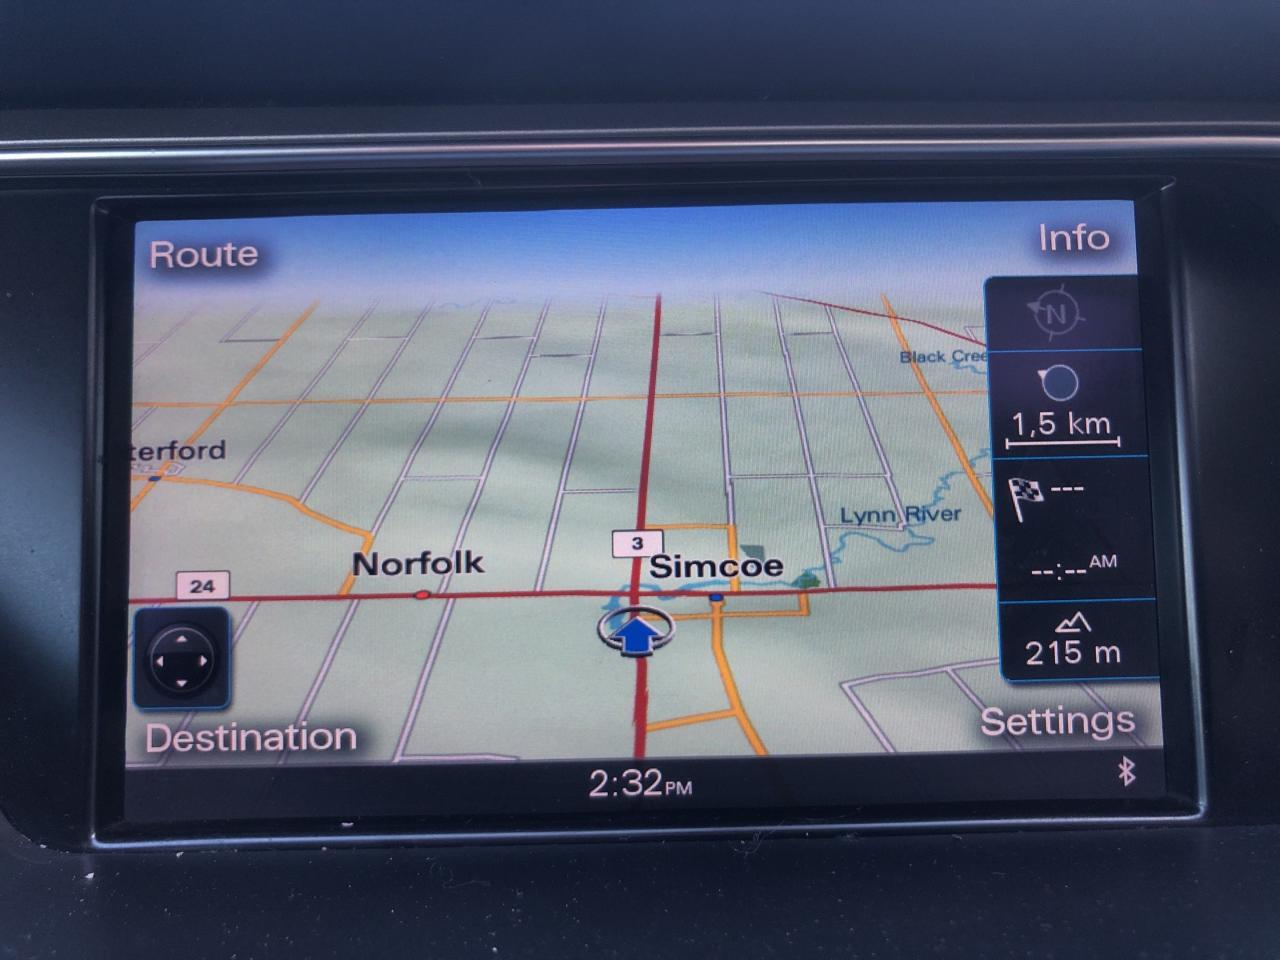 Route
Info
N
Black Cree
1,5 km
terford
---
Lynn River
3
Norfolk
Simcoe
--:--AM
24
215 m
Settings
Destination
2:32PM